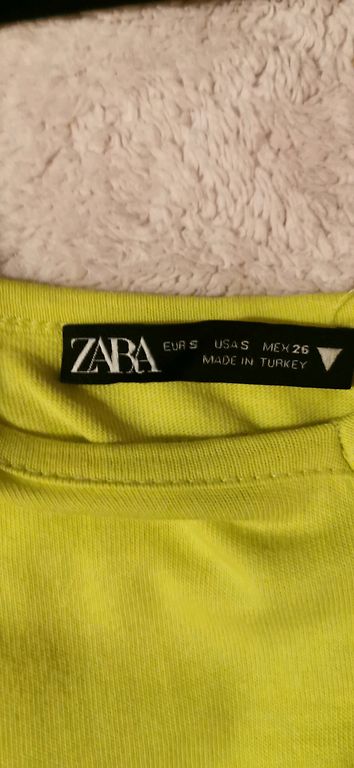 ZARA EUR S USA S MEX 26
MADE IN TURKEY